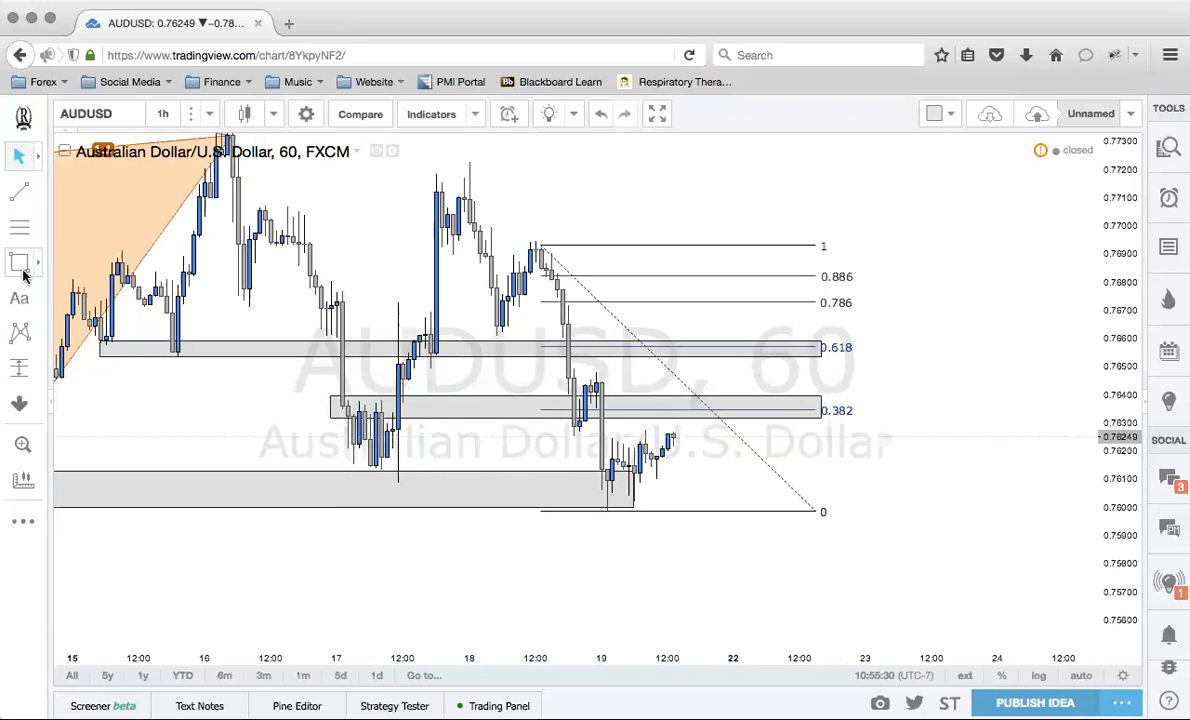 AUDUSD: 0.76249 ▼−0.78...
https://www.tradingview.com/chart/8YkpyNF2/
Search
Forex
Social Media
Finance
Music
Website
PMI Portal
Bb Blackboard Learn
Respiratory Thera...
AUDUSD
1h
Compare
Indicators
Unnamed
TOOLS
Australian Dollar/U.S. Dollar, 60, FXCM
closed
0.77300
0.77200
0.77100
0.77000
0.76900
0.76800
0.76700
0.76600
0.76500
0.76400
0.76300
0.76249
0.76200
0.76100
0.76000
0.75900
0.75800
0.75700
0.75600
1
0.886
0.786
0.618
0.382
0
AUDUSD, 60
Australian Dollar/U.S. Dollar
Aa
SOCIAL
3
1
15 12:00 16 12:00 17 12:00 18 12:00 19 12:00 22 12:00 23 12:00 24 12:00
All 5y 1y YTD 6m 3m 1m 5d 1d Go to...
10:55:30 (UTC-7) ext % log auto
Screener beta
Text Notes
Pine Editor
Strategy Tester
Trading Panel
ST
PUBLISH IDEA